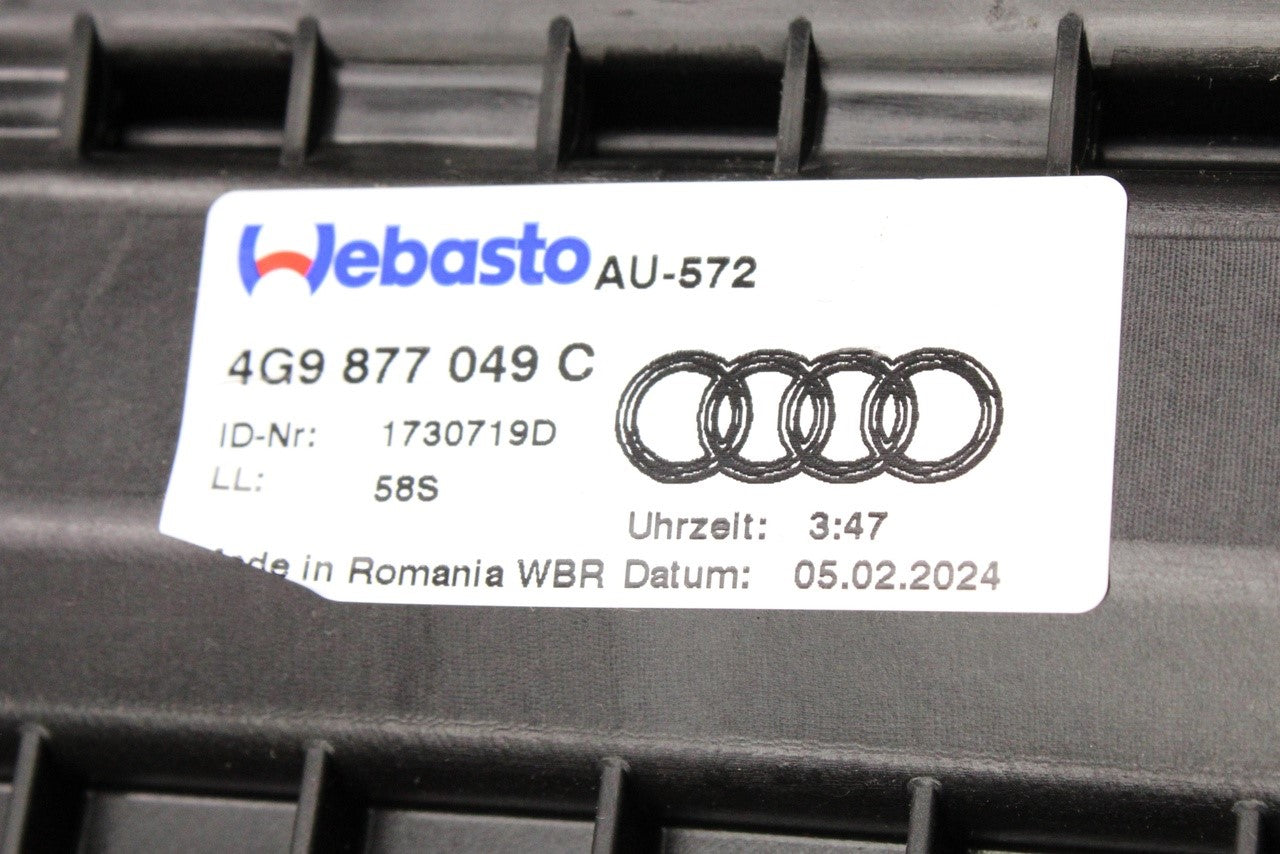 Webasto AU-572
4G9 877 049 C
ID-Nr: 1730719D
LL: 58S
Uhrzeit: 3:47
in Romania WBR Datum: 05.02.2024